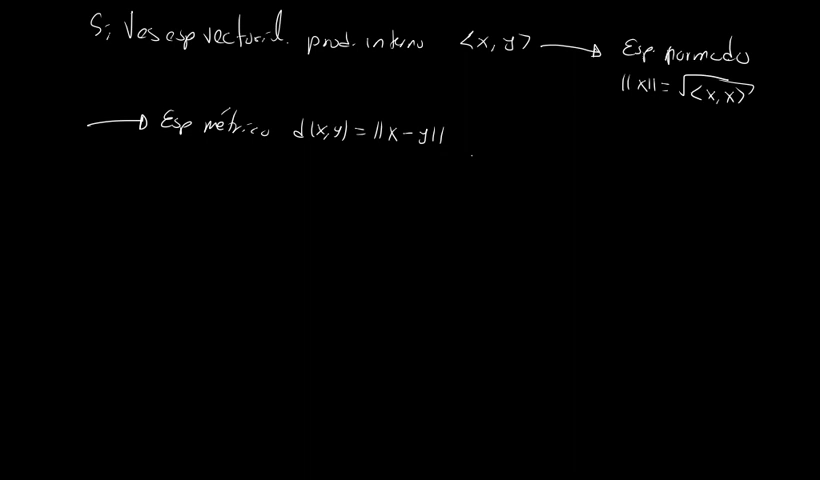 Si V es esp vectorial. prod. interno <x, y> → Esp. normado
||x|| = √<x, x>
→ Esp métrico d(x,y) = ||x - y||